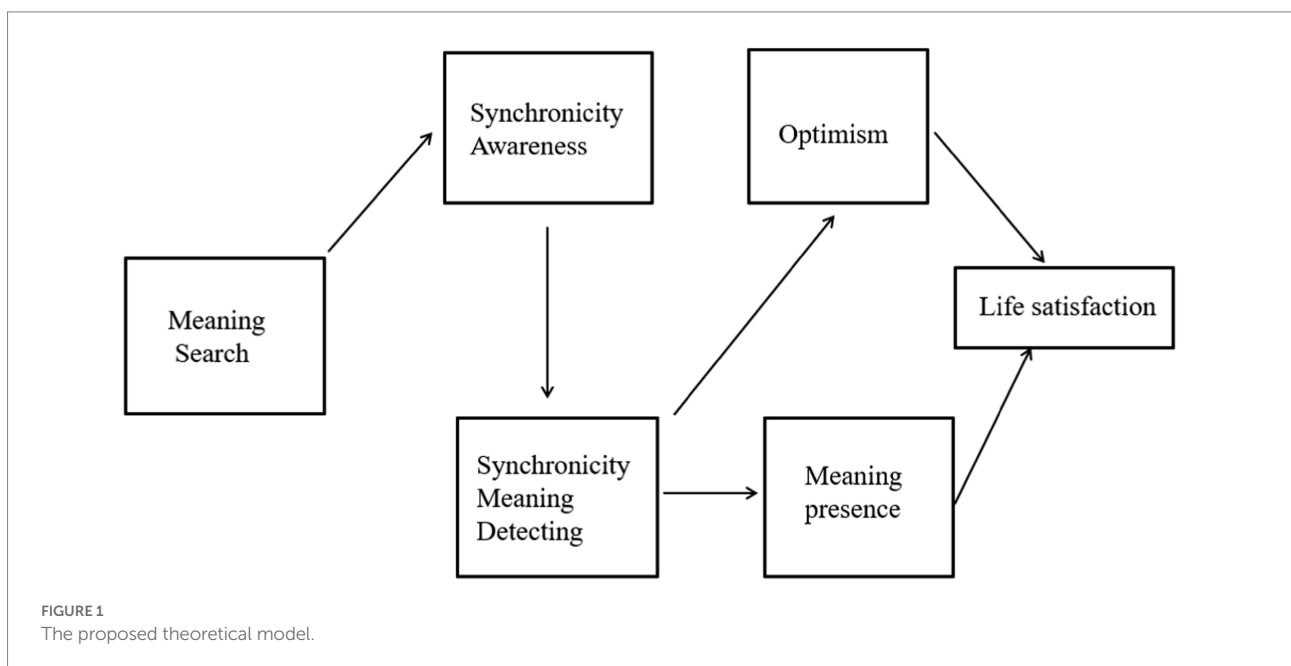 Synchronicity
Awareness
Optimism
Meaning
Search
Life satisfaction
Synchronicity
Meaning
Detecting
Meaning
presence
FIGURE 1
The proposed theoretical model.